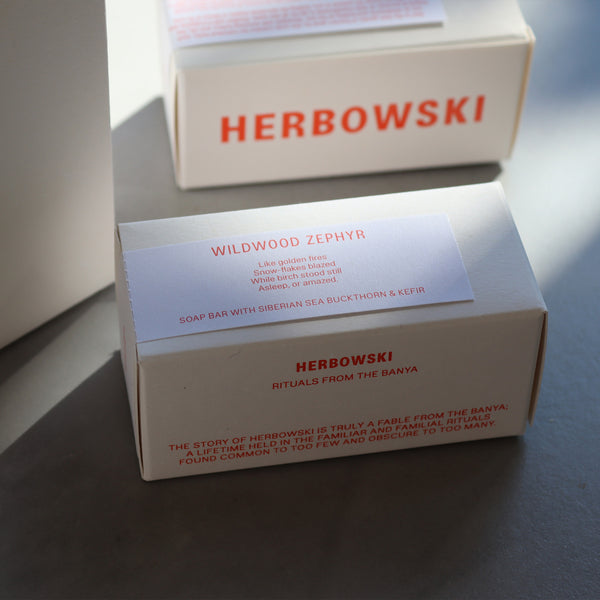 HERBOWSKI
WILDWOOD ZEPHYR
Like golden fires
Snow-flakes blazed
While birch stood still
Asleep, or amazed.
SOAP BAR WITH SIBERIAN SEA BUCKTHORN & KEFIR
HERBOWSKI
RITUALS FROM THE BANYA
THE STORY OF HERBOWSKI IS TRULY A FABLE FROM THE BANYA;
A LIFETIME HELD IN THE FAMILIAR AND FAMILIAL RITUALS
FOUND COMMON TO TOO FEW AND OBSCURE TO TOO MANY.